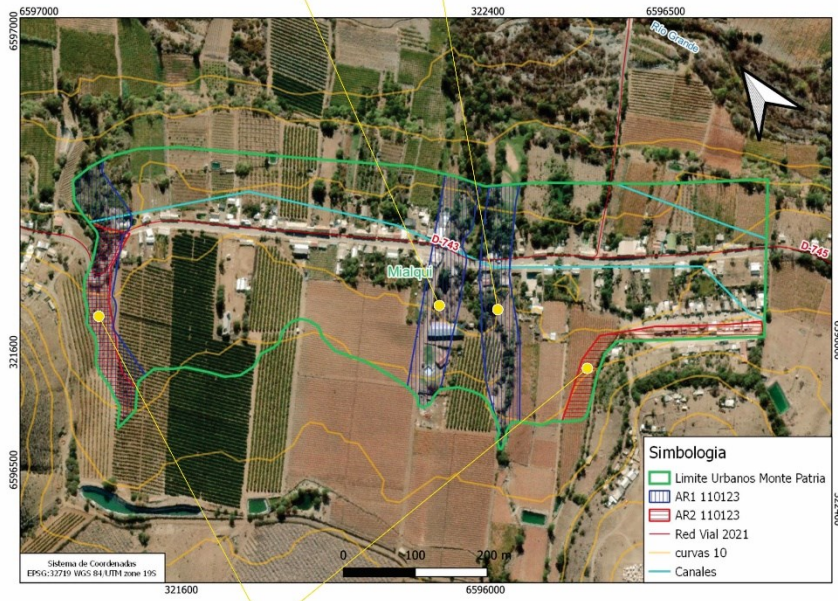 6597000
322400
6596500
6597000
Río Grande
D-743
D-745
Mialqui
321600
6596000
6596500
Simbologia
Limite Urbanos Monte Patria
AR1 110123
AR2 110123
Red Vial 2021
curvas 10
Canales
0 100 200 m
Sistema de Coordenadas
EPSG:32719 WGS 84/UTM zone 19S
321600
6596000